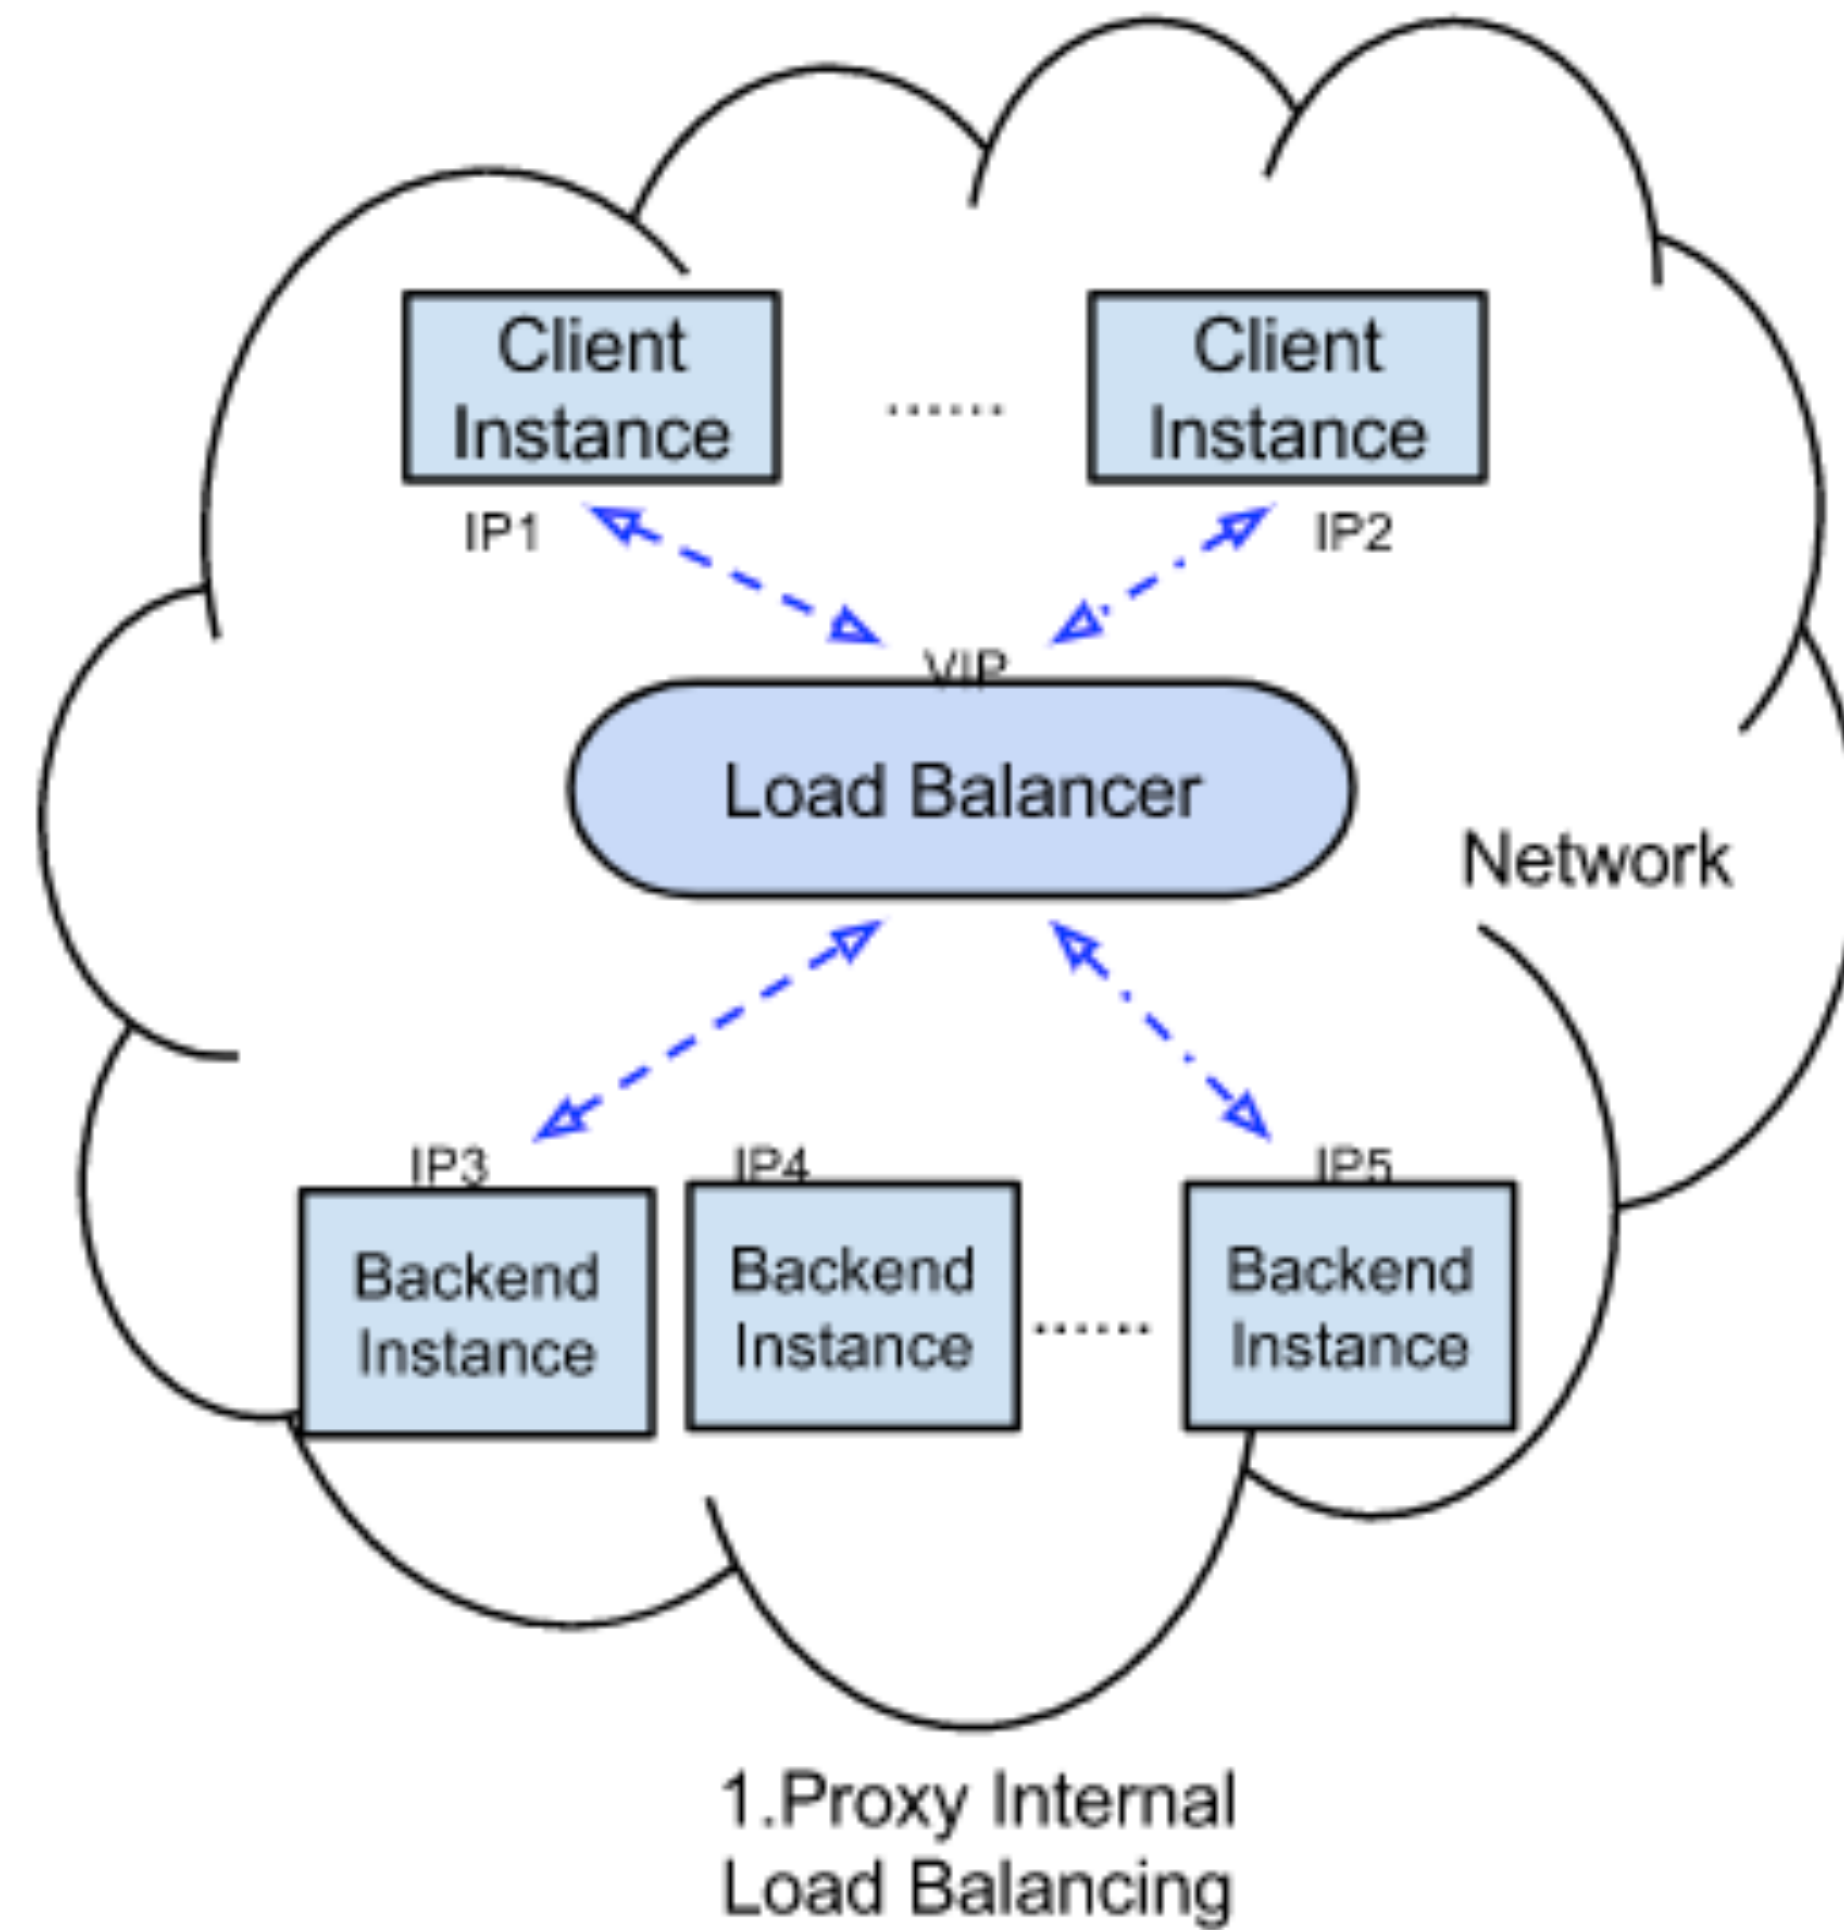 Client
Instance
Client
Instance
IP1
IP2
VIP
Load Balancer
Network
IP3
IP4
IP5
Backend
Instance
Backend
Instance
Backend
Instance
1.Proxy Internal
Load Balancing